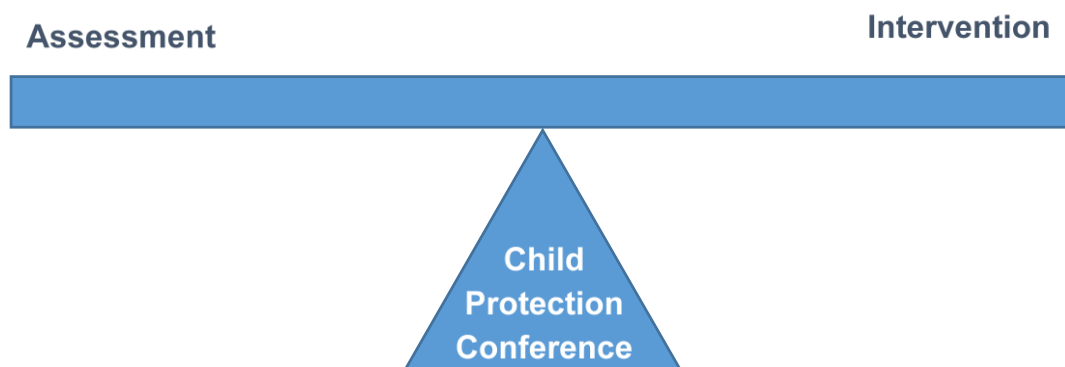 Assessment
Intervention
Child
Protection
Conference